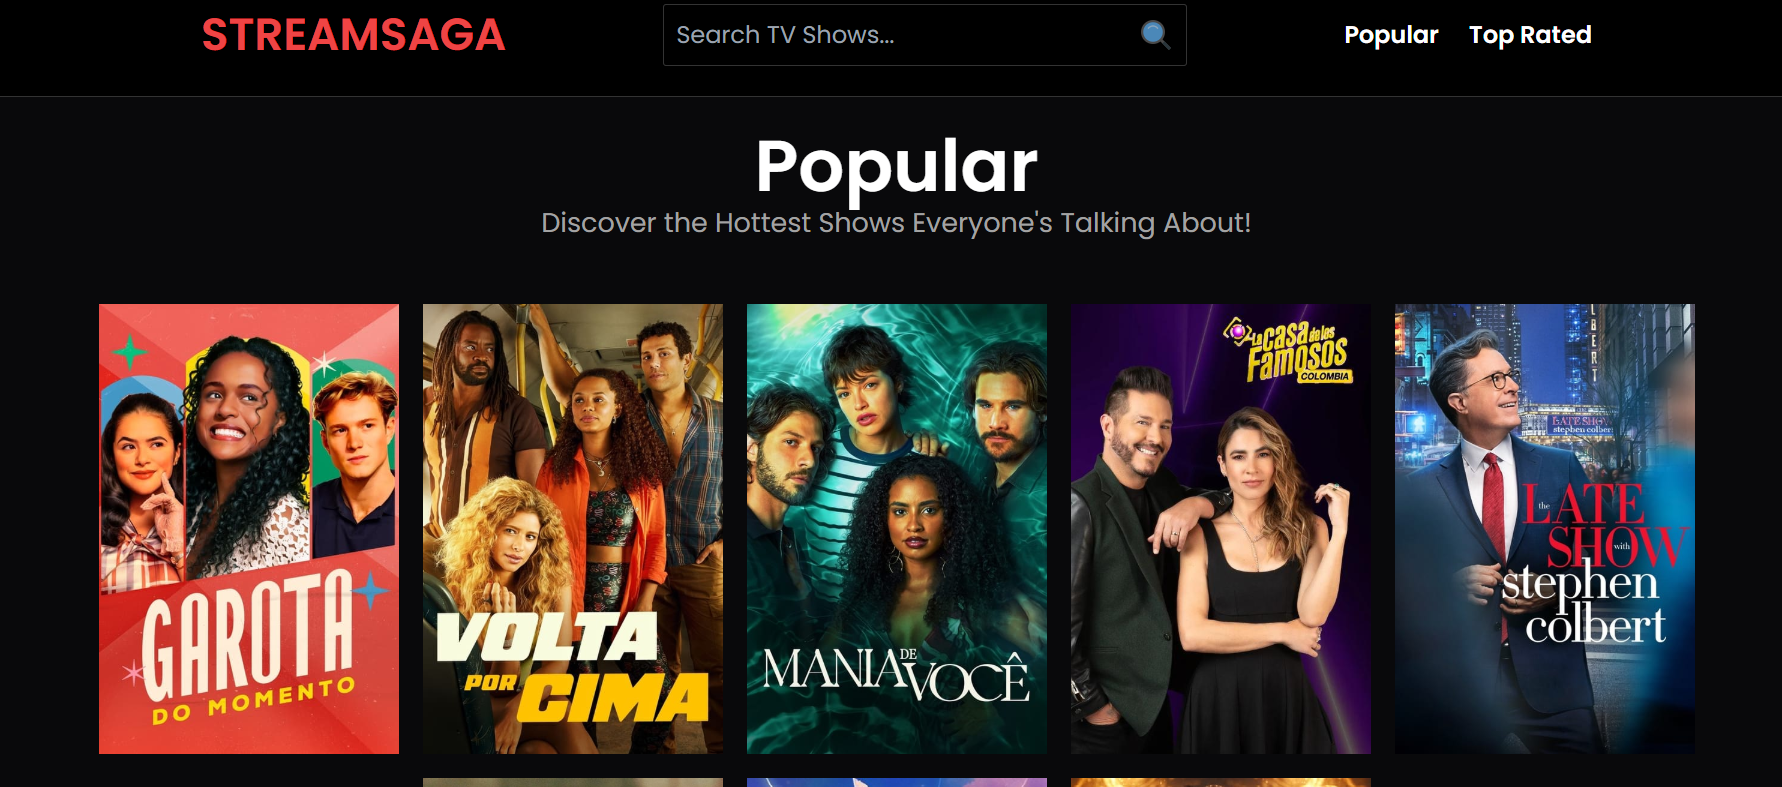 STREAMSAGA
Search TV Shows...
Popular
Top Rated
Popular
Discover the Hottest Shows Everyone's Talking About!
GAROTA
DO MOMENTO
VOLTA
POR CIMA
MANIA DE
VOCÊ
La casa de los
Famosos
COLOMBIA
LATE SHOW
stephen colbert
the LATE
SHOW with
stephen
colbert